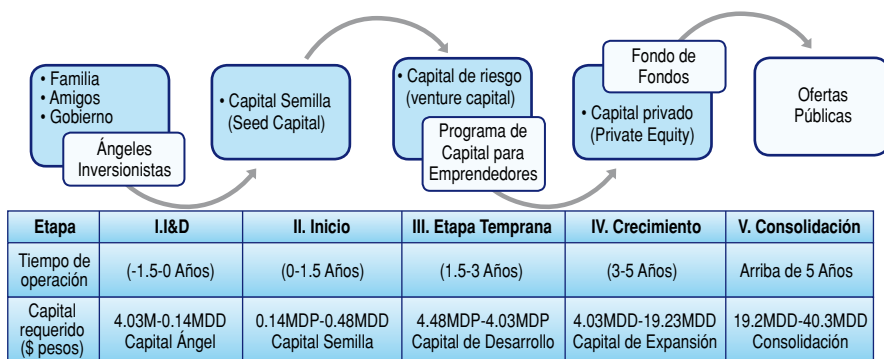 • Familia
• Amigos
• Gobierno
Ángeles
Inversionistas
• Capital Semilla
(Seed Capital)
• Capital de riesgo
(venture capital)
Programa de
Capital para
Emprendedores
Fondo de
Fondos
• Capital privado
(Private Equity)
Ofertas
Públicas
Etapa I.I&D II. Inicio III. Etapa Temprana IV. Crecimiento V. Consolidación
Tiempo de
operación
(-1.5-0 Años) (0-1.5 Años) (1.5-3 Años) (3-5 Años) Arriba de 5 Años
Capital
requerido
($ pesos)
4.03M-0.14MDD 0.14MDP-0.48MDD 4.48MDP-4.03MDP 4.03MDD-19.23MDD 19.2MDD-40.3MDD
Capital Ángel Capital Semilla Capital de Desarrollo Capital de Expansión Consolidación